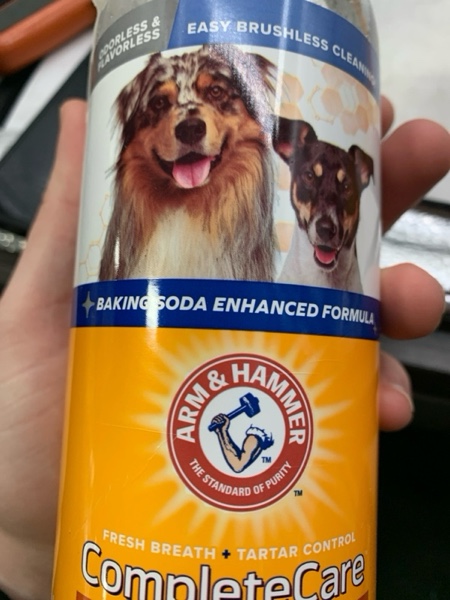 ODORLESS &
FLAVORLESS
EASY BRUSHLESS CLEANING
BAKING SODA ENHANCED FORMULA
ARM & HAMMER
™
THE STANDARD OF PURITY
™
FRESH BREATH + TARTAR CONTROL
CompleteCare